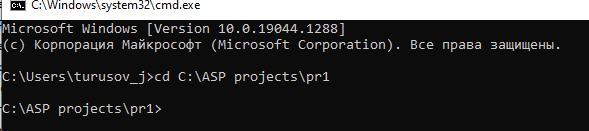 C:\Windows\system32\cmd.exe
Microsoft Windows [Version 10.0.19044.1288]
(c) Корпорация Майкрософт (Microsoft Corporation). Все права защищены.
C:\Users\turusov_j>cd C:\ASP projects\pr1
C:\ASP projects\pr1>